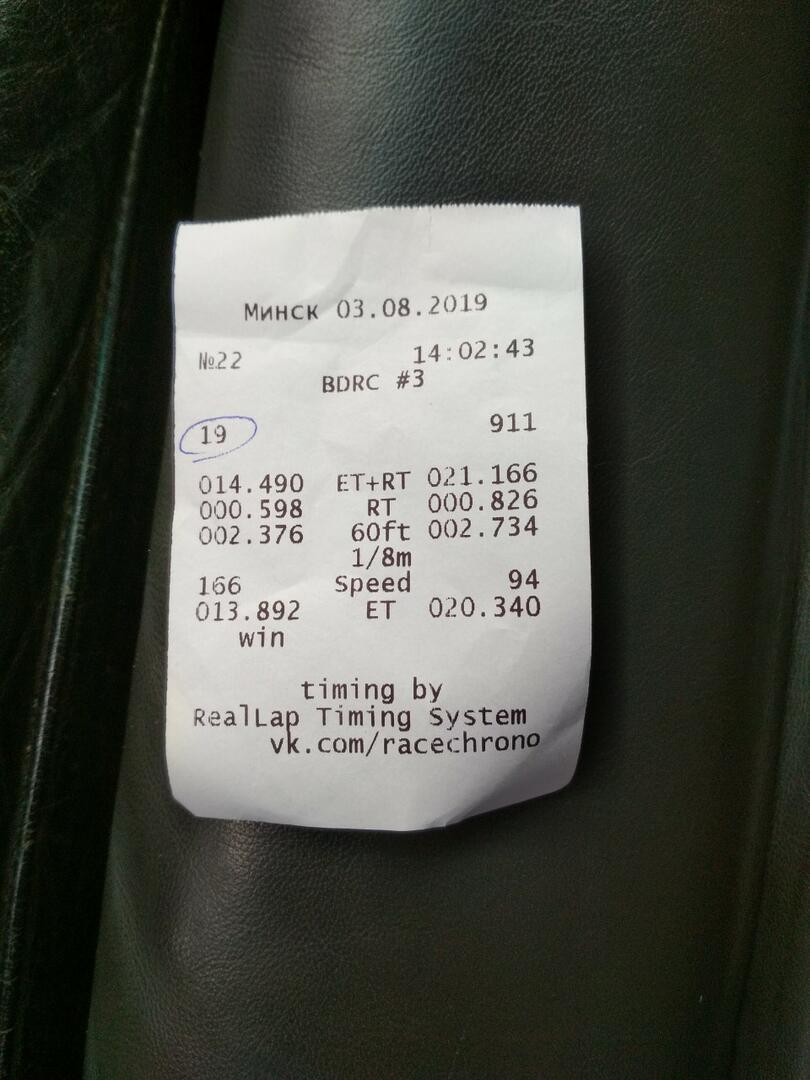 Минск 03.08.2019
№22 14:02:43
BDRC #3
19 911
014.490 ET+RT 021.166
000.598 RT 000.826
002.376 60ft 002.734
1/8m
166 Speed 94
013.892 ET 020.340
win
timing by
RealLap Timing System
vk.com/racechrono